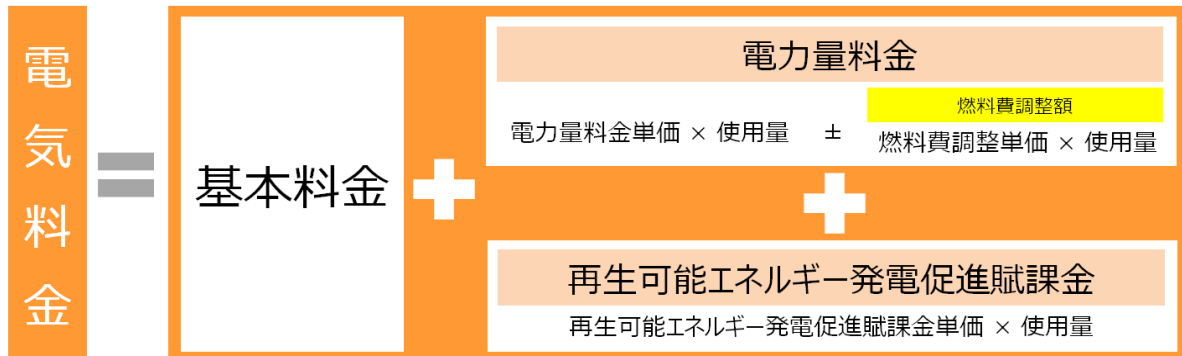 電気料金
基本料金
電力量料金
電力量料金単価 × 使用量 ± 燃料費調整額
燃料費調整単価 × 使用量
再生可能エネルギー発電促進賦課金
再生可能エネルギー発電促進賦課金単価 × 使用量